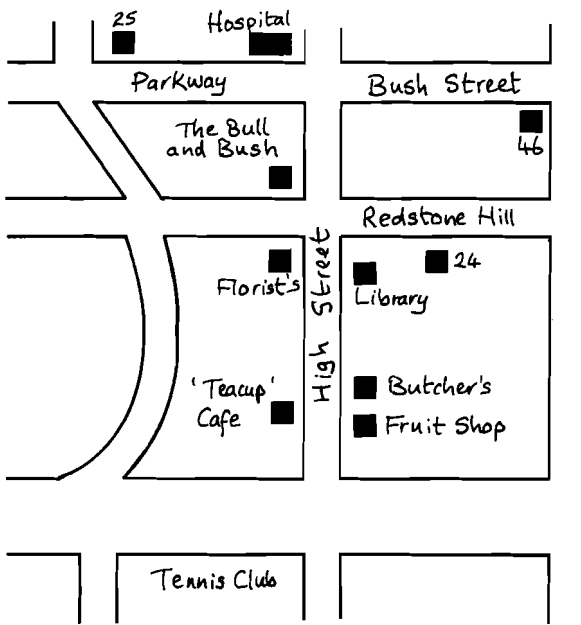 25
Hospital
Parkway
Bush Street
The Bull
and Bush
46
Redstone Hill
High Street
Florist's
24
Library
'Teacup'
Cafe
Butcher's
Fruit Shop
Tennis Club